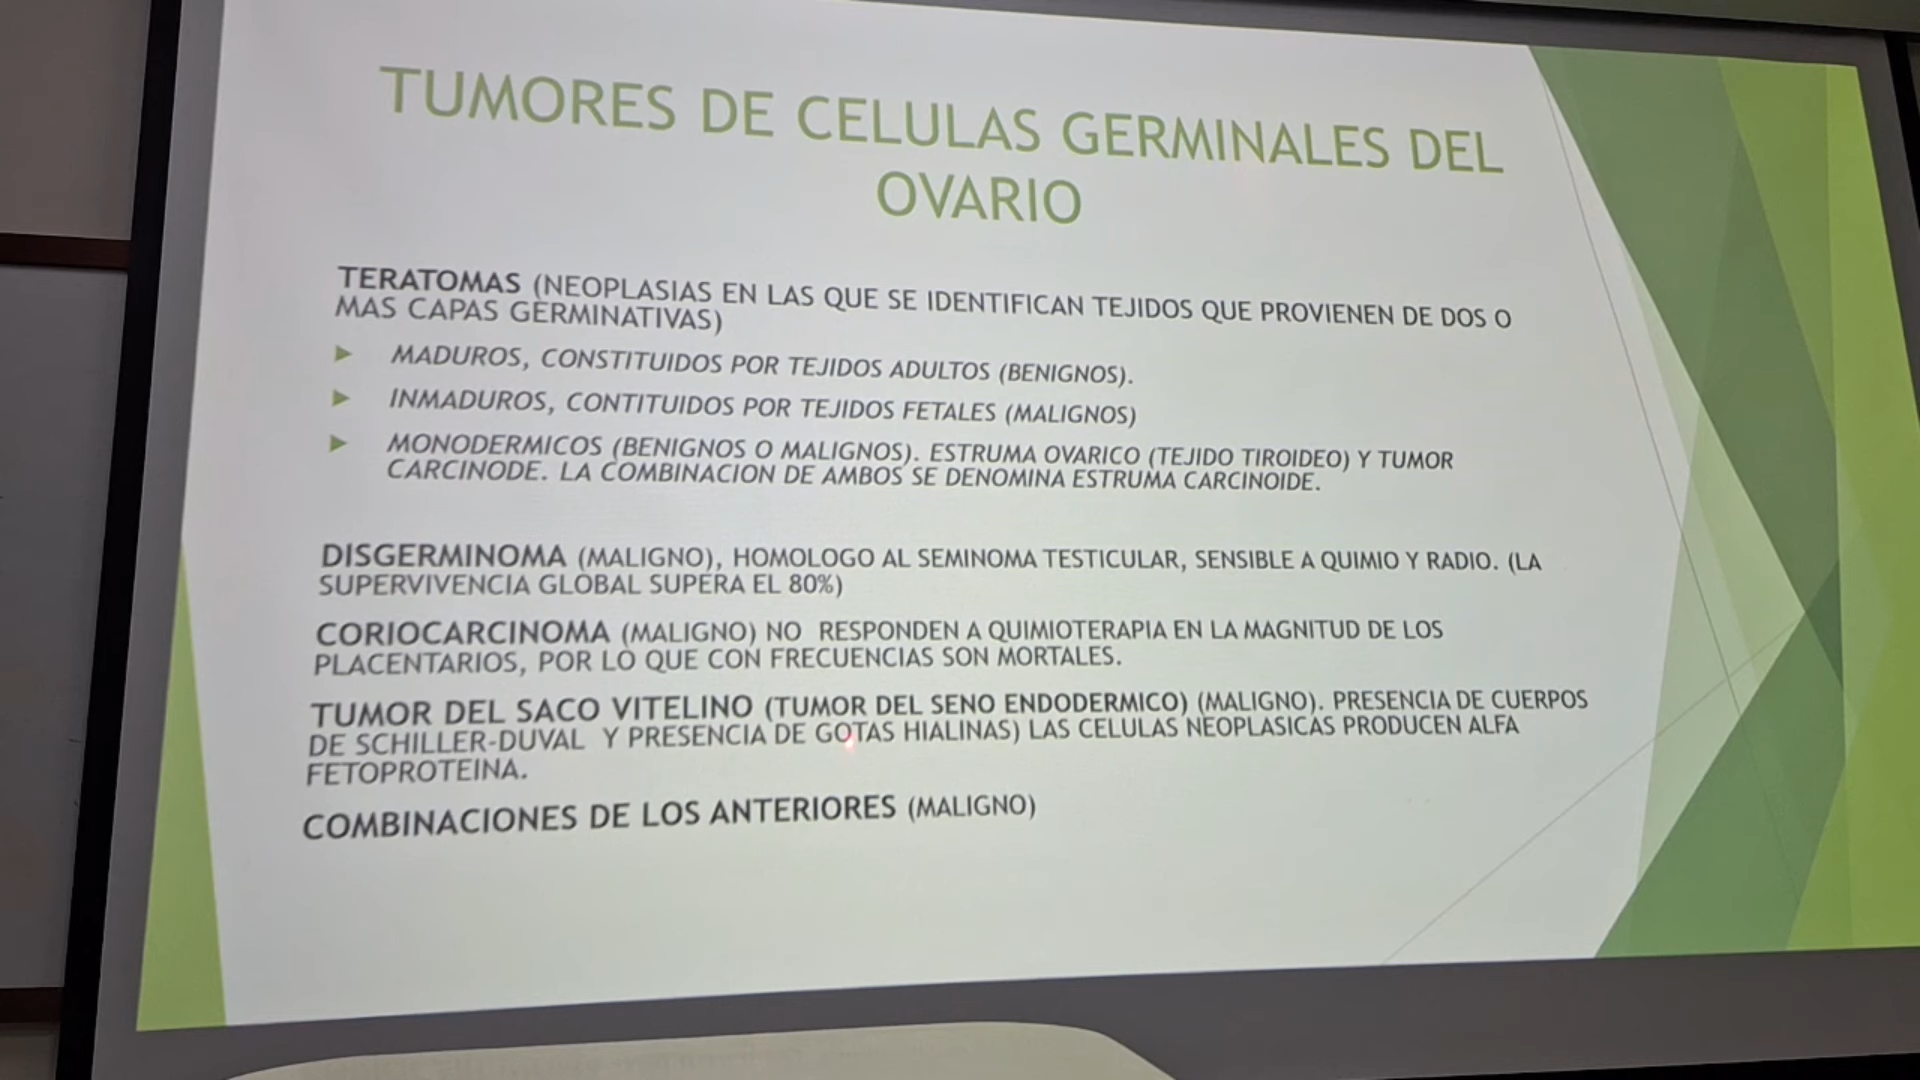 TUMORES DE CELULAS GERMINALES DEL
OVARIO
TERATOMAS (NEOPLASIAS EN LAS QUE SE IDENTIFICAN TEJIDOS QUE PROVIENEN DE DOS O
MAS CAPAS GERMINATIVAS)
MADUROS, CONSTITUIDOS POR TEJIDOS ADULTOS (BENIGNOS).
INMADUROS, CONTITUIDOS POR TEJIDOS FETALES (MALIGNOS)
MONODERMICOS (BENIGNOS O MALIGNOS). ESTRUMA OVARICO (TEJIDO TIROIDEO) Y TUMOR
CARCINODE. LA COMBINACION DE AMBOS SE DENOMINA ESTRUMA CARCINOIDE.
DISGERMINOMA (MALIGNO), HOMOLOGO AL SEMINOMA TESTICULAR, SENSIBLE A QUIMIO Y RADIO. (LA
SUPERVIVENCIA GLOBAL SUPERA EL 80%)
CORIOCARCINOMA (MALIGNO) NO RESPONDEN A QUIMIOTERAPIA EN LA MAGNITUD DE LOS
PLACENTARIOS, POR LO QUE CON FRECUENCIAS SON MORTALES.
TUMOR DEL SACO VITELINO (TUMOR DEL SENO ENDODERMICO) (MALIGNO). PRESENCIA DE CUERPOS
DE SCHILLER-DUVAL Y PRESENCIA DE GOTAS HIALINAS) LAS CELULAS NEOPLASICAS PRODUCEN ALFA
FETOPROTEINA.
COMBINACIONES DE LOS ANTERIORES (MALIGNO)